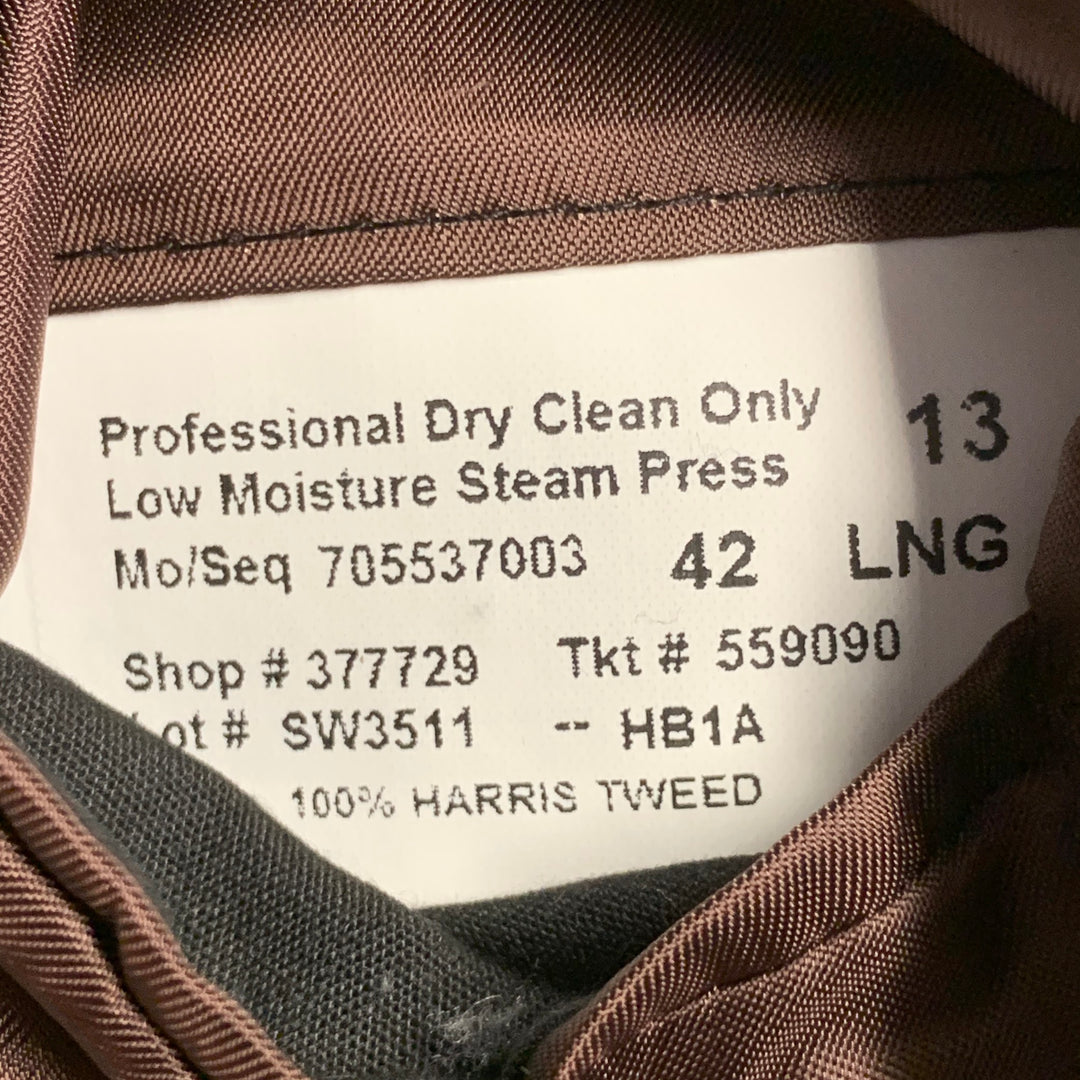 Professional Dry Clean Only 13
Low Moisture Steam Press
Mo/Seq 705537003 42 LNG
Shop # 377729 Tkt # 559090
Lot # SW3511 -- HB1A
100% HARRIS TWEED